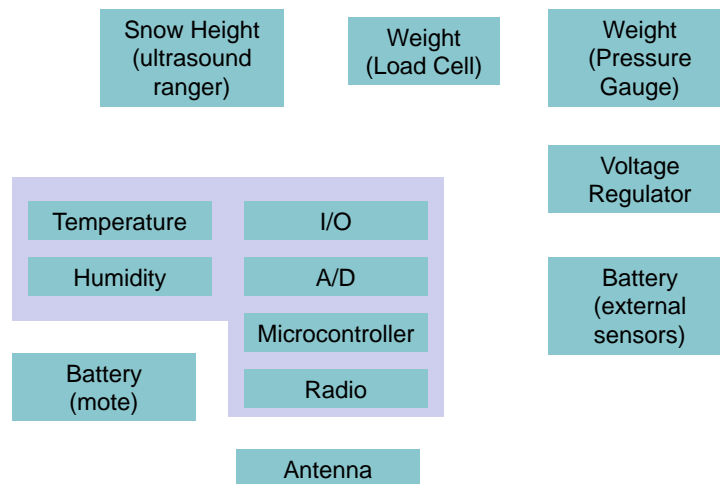 Snow Height
(ultrasound
ranger)
Weight
(Load Cell)
Weight
(Pressure
Gauge)
Voltage
Regulator
Temperature
I/O
Humidity
A/D
Battery
(external
sensors)
Microcontroller
Battery
(mote)
Radio
Antenna